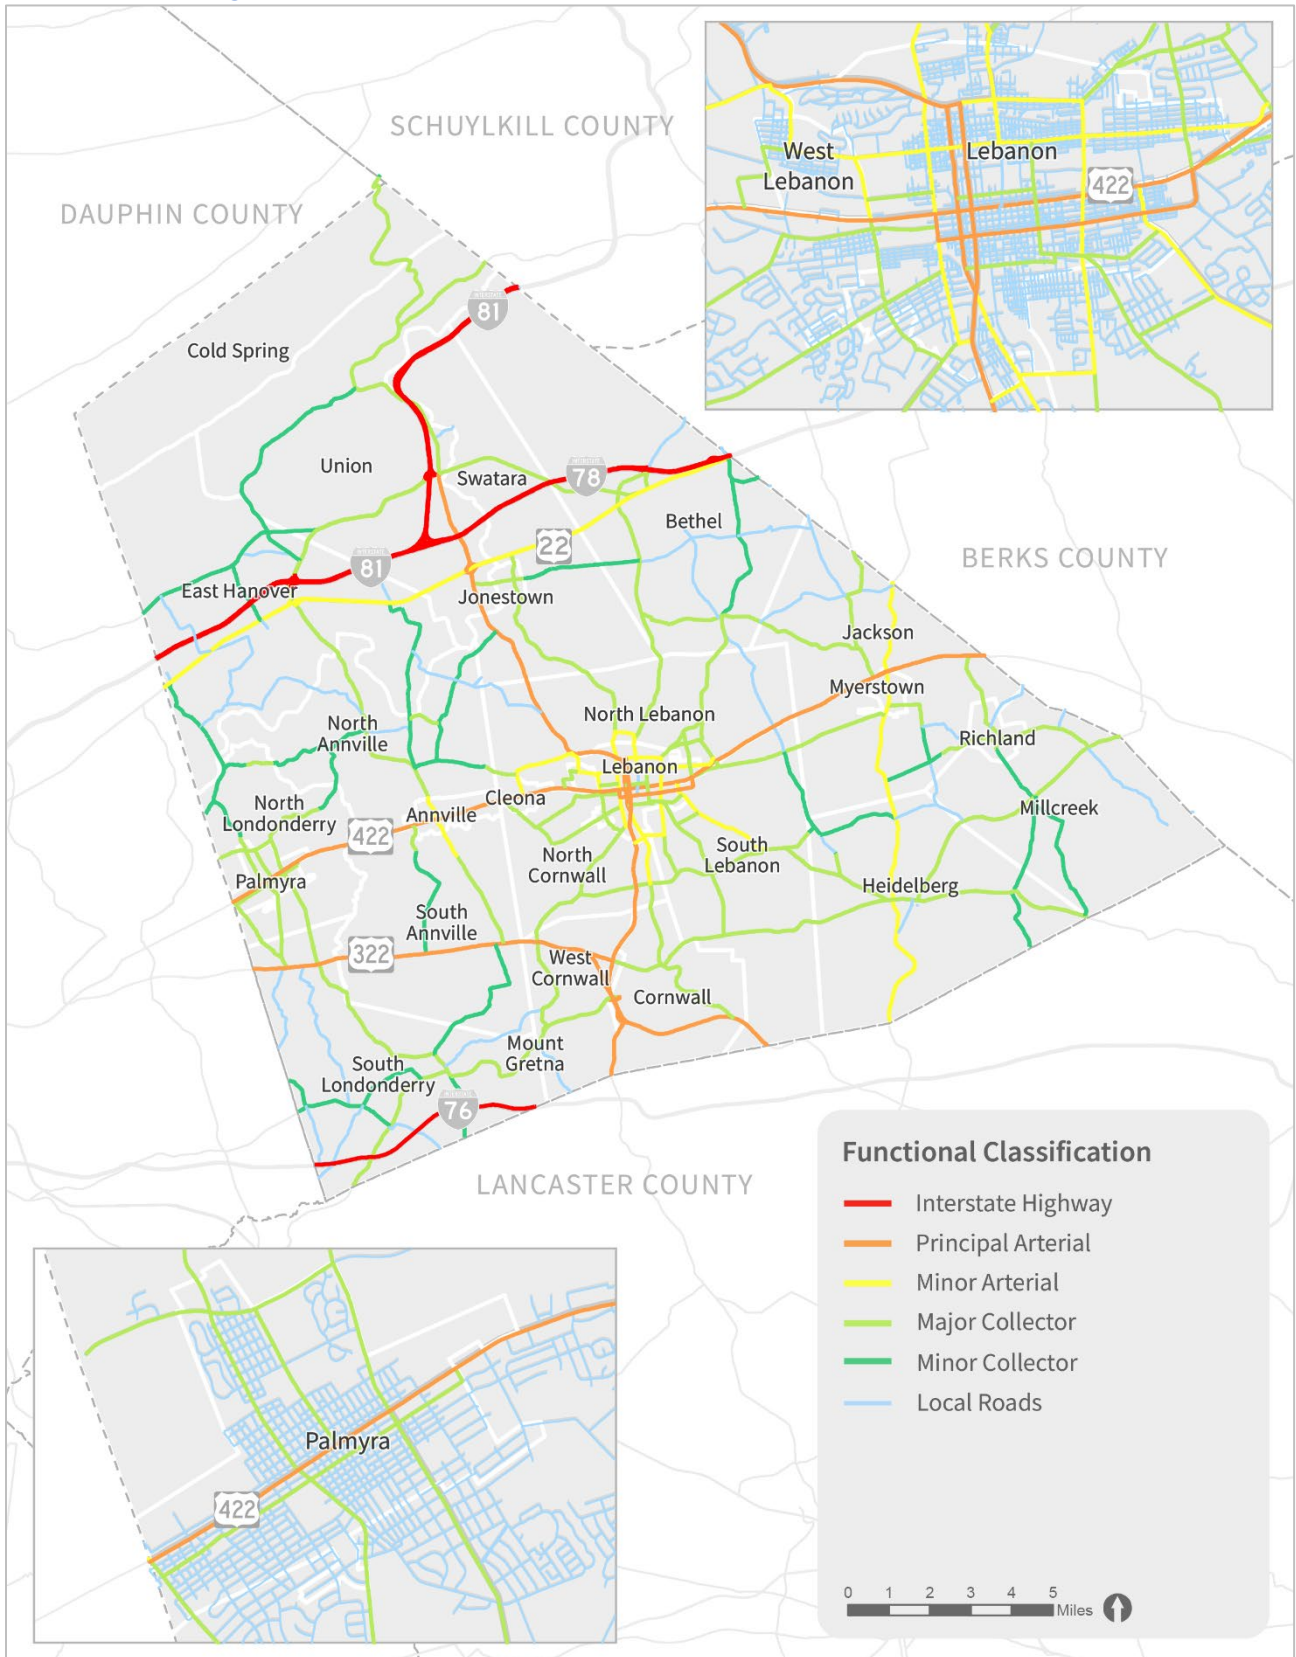 SCHUYLKILL COUNTY
DAUPHIN COUNTY
West
Lebanon
Lebanon
422
81
Cold Spring
Union
Swatara
78
Bethel
22
81
BERKS COUNTY
East Hanover
Jonestown
Jackson
Myerstown
North Lebanon
North
Annville
Richland
Lebanon
Cleona
North
Londonderry
Annville
Millcreek
422
South
Lebanon
North
Cornwall
Palmyra
Heidelberg
South
Annville
322
West
Cornwall
Cornwall
Mount
Gretna
South
Londonderry
76
LANCASTER COUNTY
Functional Classification
Interstate Highway
Principal Arterial
Minor Arterial
Major Collector
Minor Collector
Local Roads
Palmyra
422
0 1 2 3 4 5
Miles